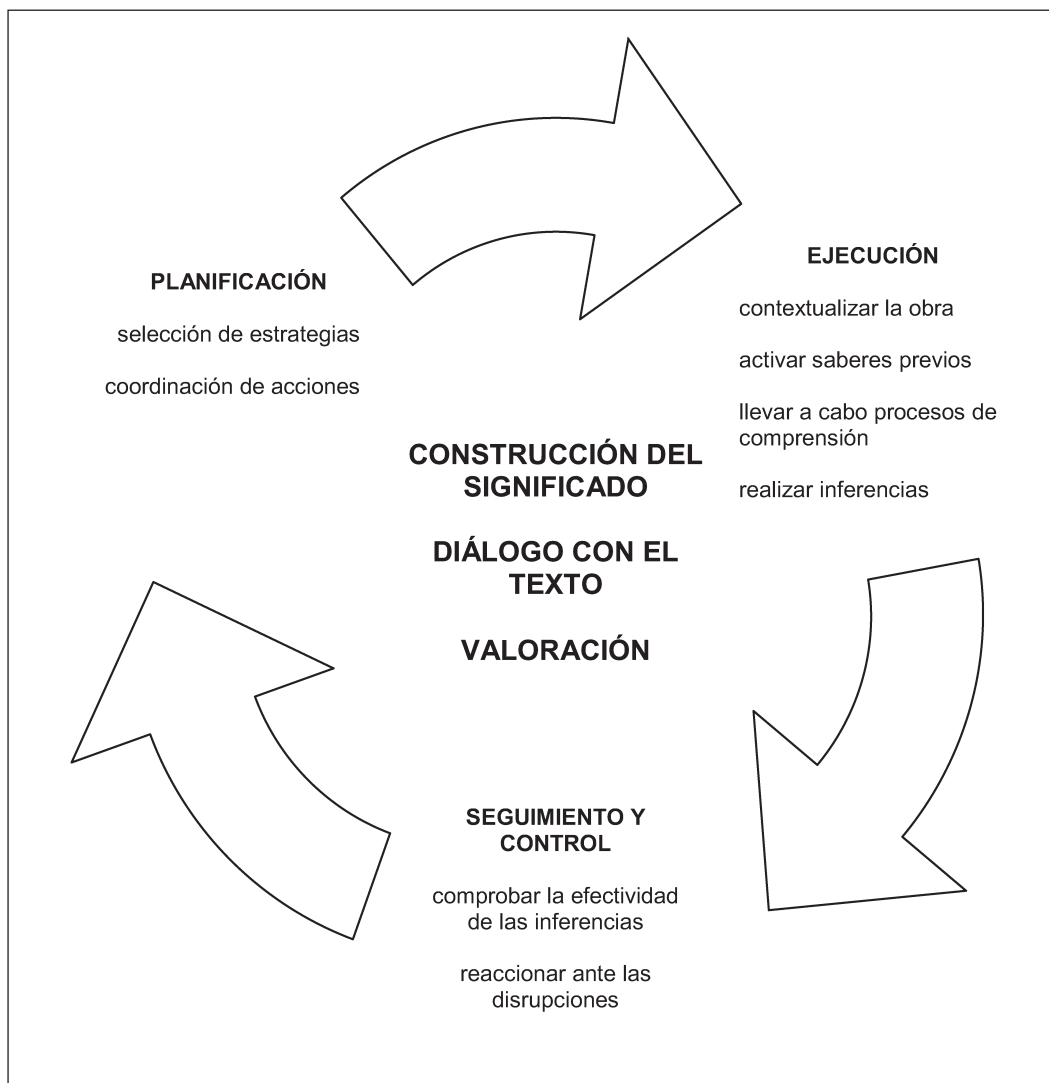 PLANIFICACIÓN
selección de estrategias
coordinación de acciones
EJECUCIÓN
contextualizar la obra
activar saberes previos
llevar a cabo procesos de
comprensión
realizar inferencias
CONSTRUCCIÓN DEL
SIGNIFICADO
DIÁLOGO CON EL
TEXTO
VALORACIÓN
SEGUIMIENTO Y
CONTROL
comprobar la efectividad
de las inferencias
reaccionar ante las
disrupciones